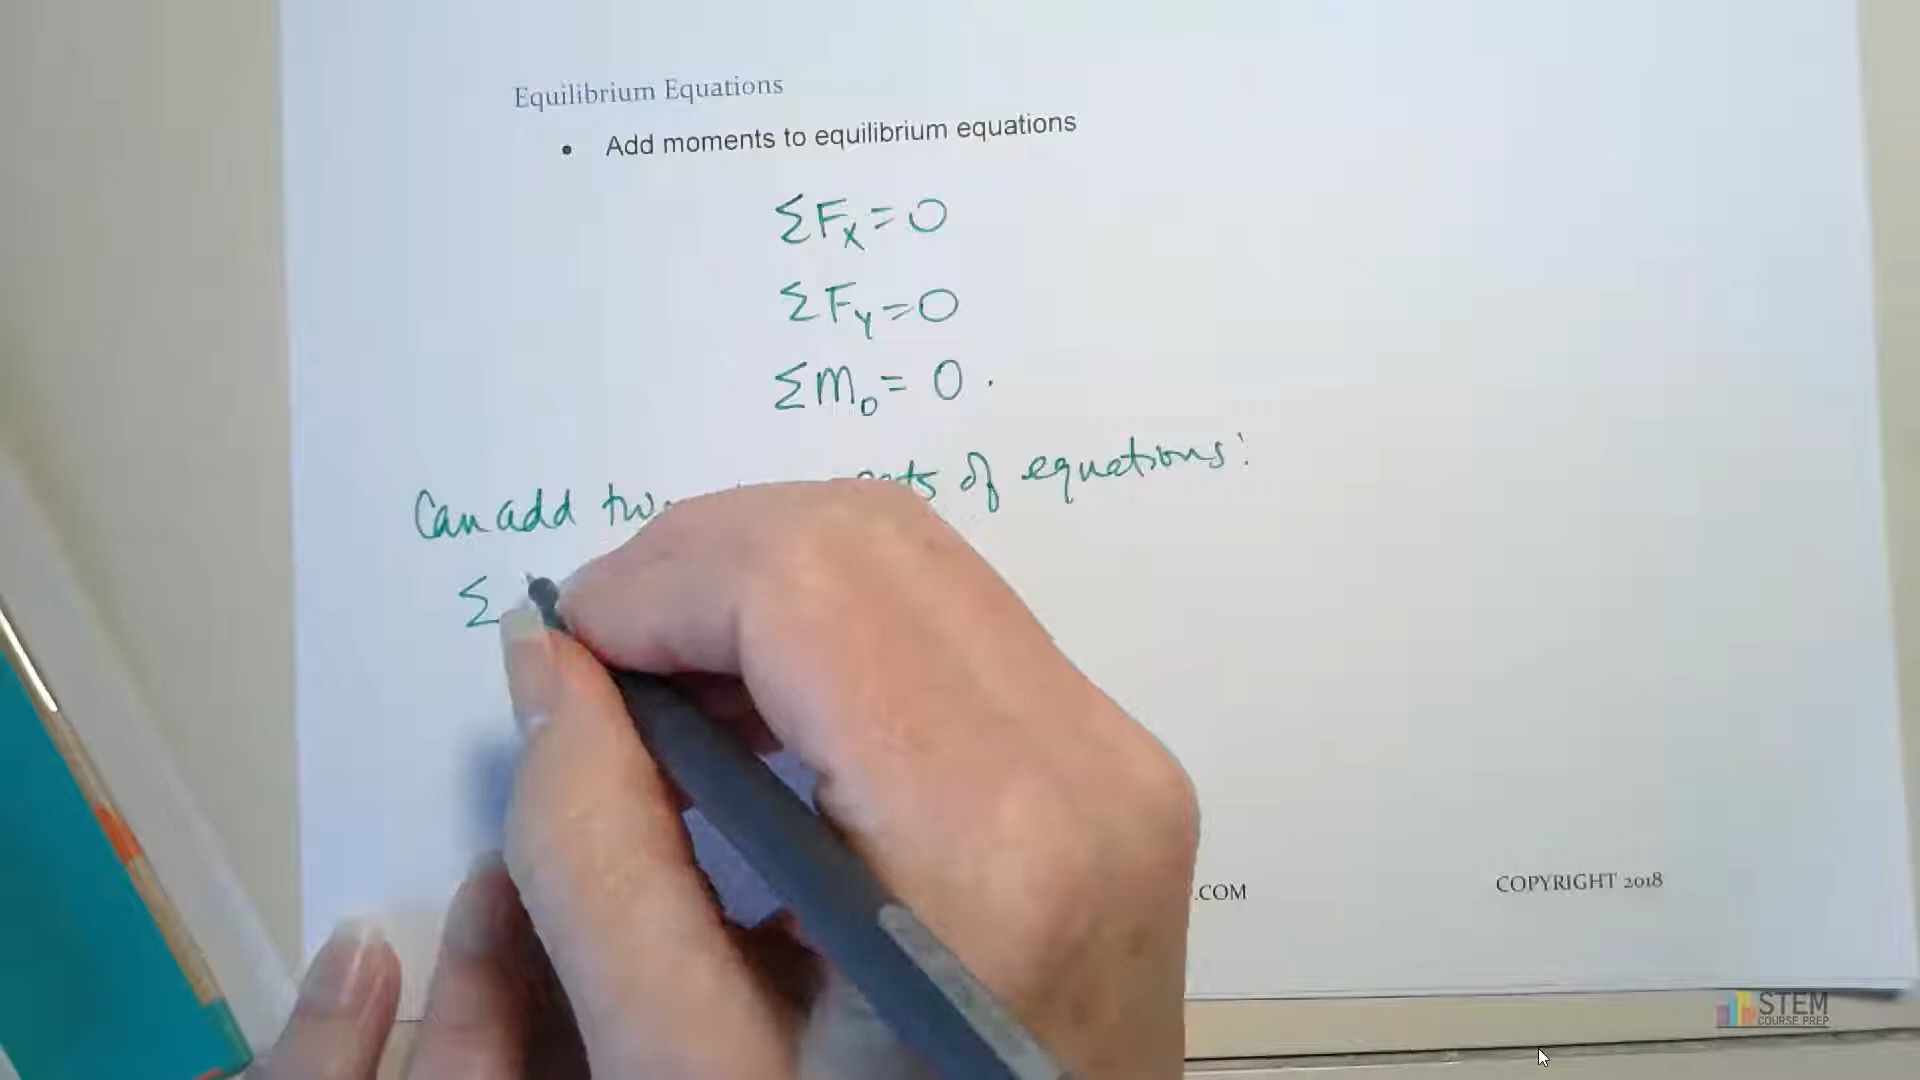 Equilibrium Equations
• Add moments to equilibrium equations
ΣFx=0
ΣFy=0
ΣMo=0.
Can add of equations:
Σ
.COM
COPYRIGHT 2018
STEM
COURSE PREP